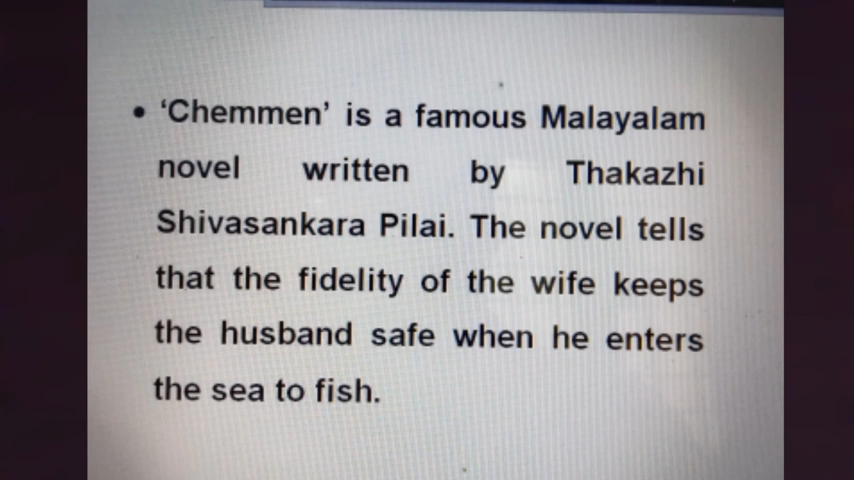 • ‘Chemmen’ is a famous Malayalam
novel written by Thakazhi
Shivasankara Pilai. The novel tells
that the fidelity of the wife keeps
the husband safe when he enters
the sea to fish.